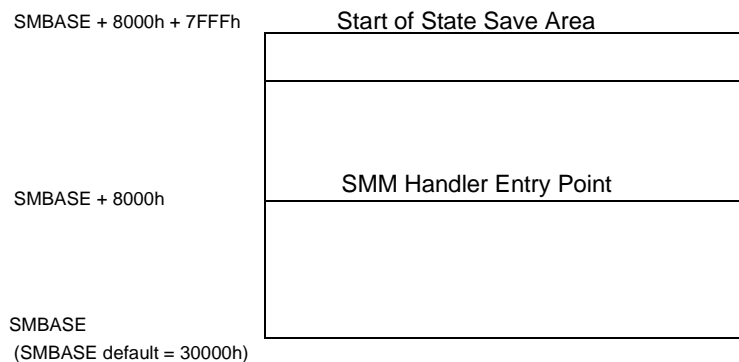 SMBASE + 8000h + 7FFFh
Start of State Save Area
SMM Handler Entry Point
SMBASE + 8000h
SMBASE
(SMBASE default = 30000h)